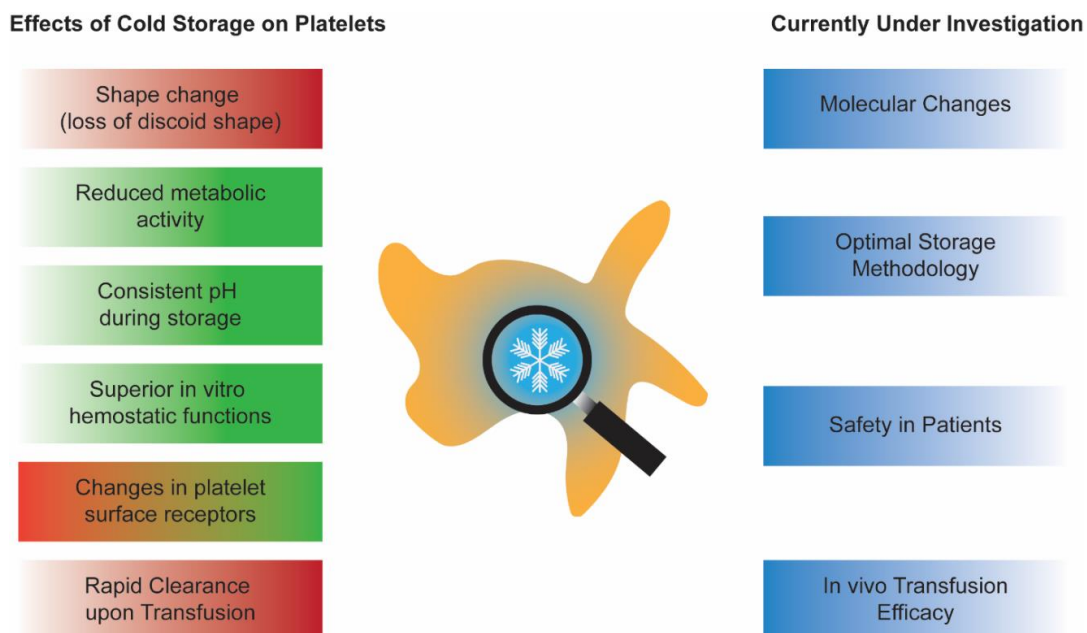 Effects of Cold Storage on Platelets
Shape change
(loss of discoid shape)
Reduced metabolic
activity
Consistent pH
during storage
Superior in vitro
hemostatic functions
Changes in platelet
surface receptors
Rapid Clearance
upon Transfusion
Currently Under Investigation
Molecular Changes
Optimal Storage
Methodology
Safety in Patients
In vivo Transfusion
Efficacy